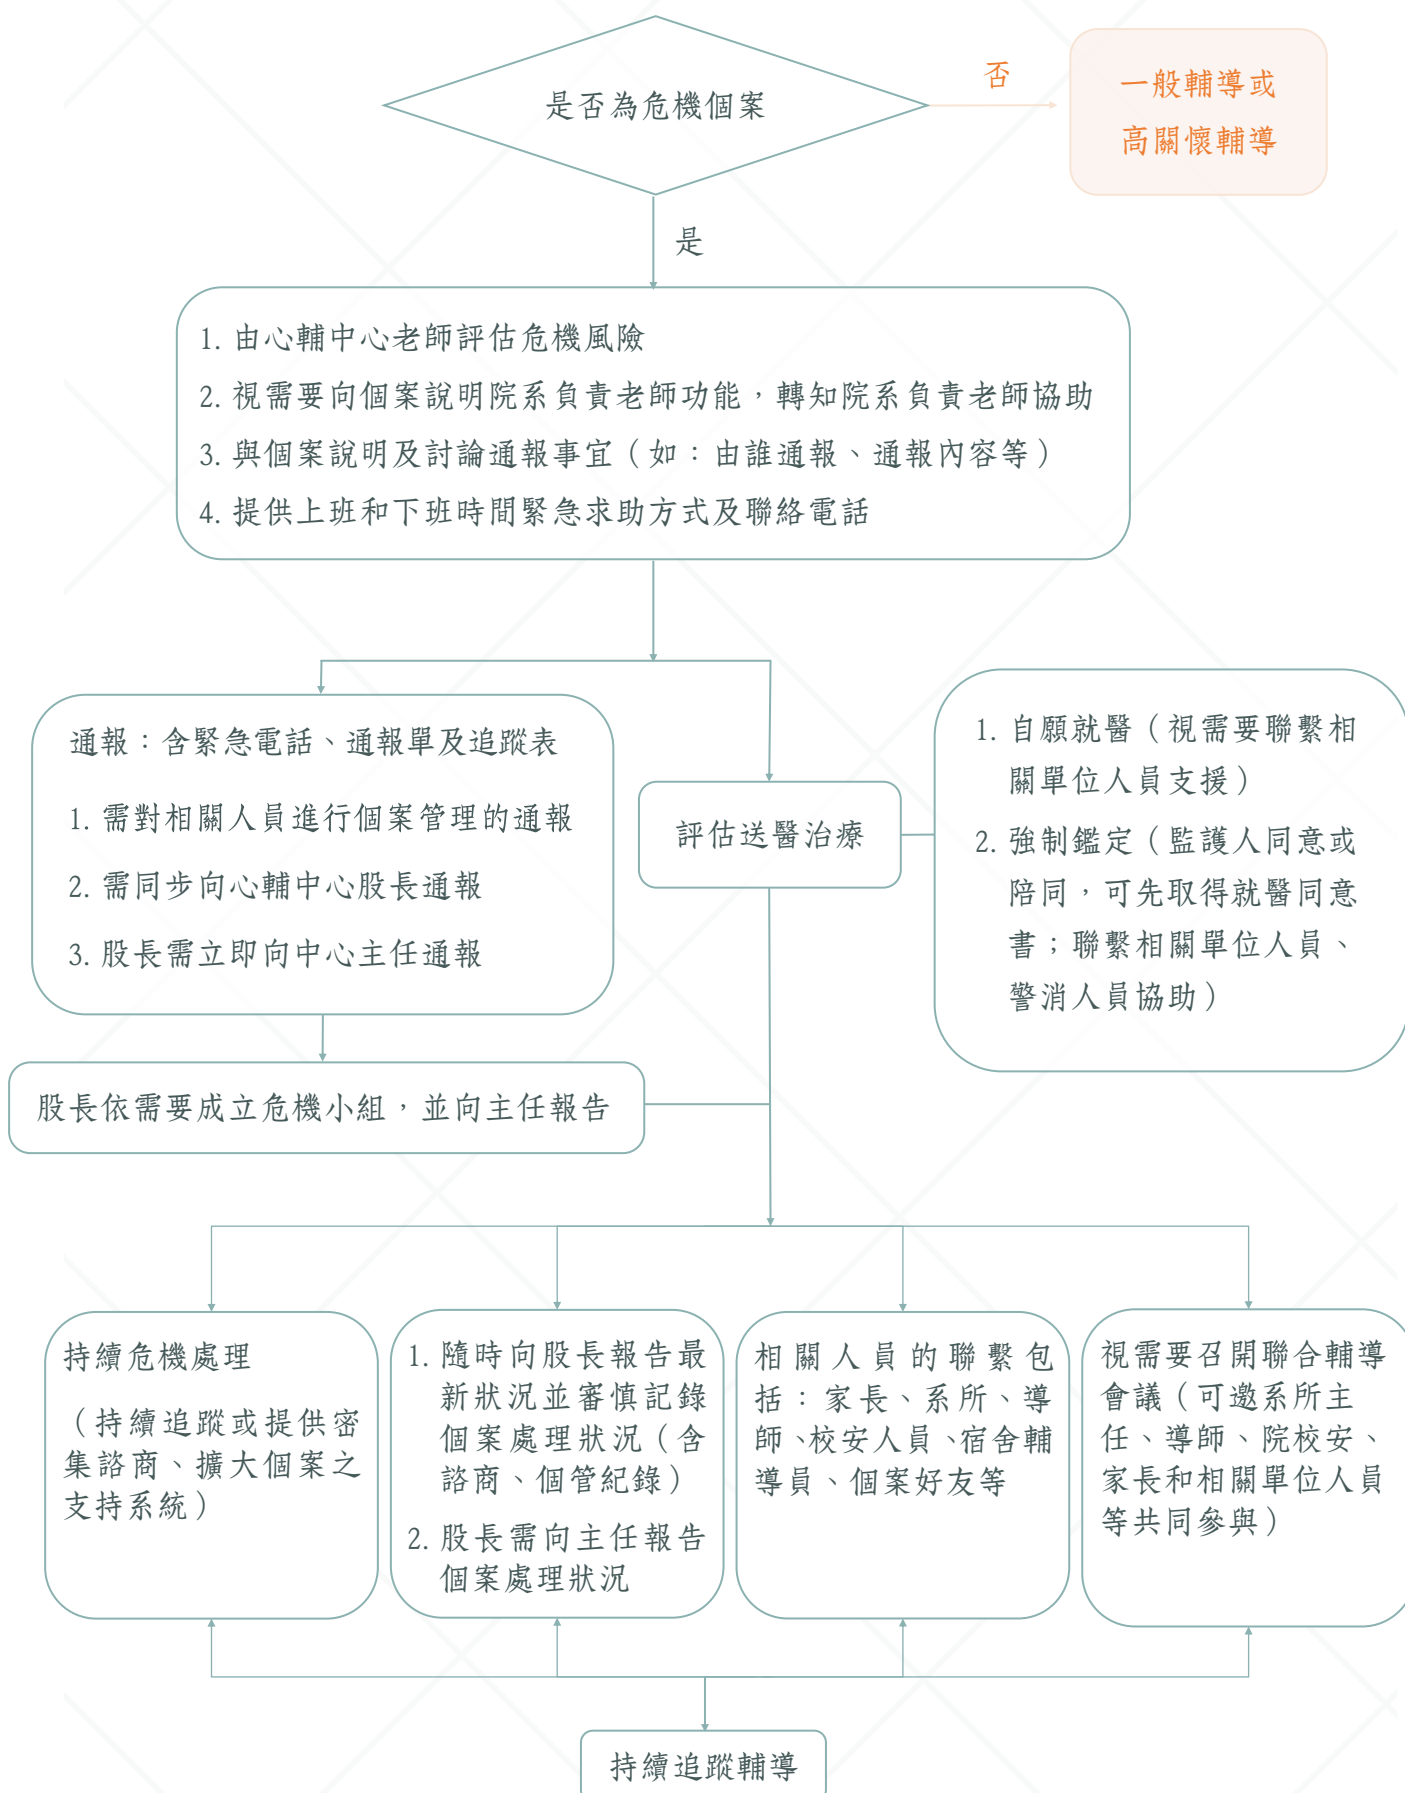 是否為危機個案
否
一般輔導或
高關懷輔導
是
1. 由心輔中心老師評估危機風險
2. 視需要向個案說明院系負責老師功能，轉知院系負責老師協助
3. 與個案說明及討論通報事宜（如：由誰通報、通報內容等）
4. 提供上班和下班時間緊急求助方式及聯絡電話
通報：含緊急電話、通報單及追蹤表
1. 需對相關人員進行個案管理的通報
2. 需同步向心輔中心股長通報
3. 股長需立即向中心主任通報
評估送醫治療
1. 自願就醫（視需要聯繫相
關單位人員支援）
2. 強制鑑定（監護人同意或
陪同，可先取得就醫同意
書；聯繫相關單位人員、
警消人員協助）
股長依需要成立危機小組，並向主任報告
持續危機處理
（持續追蹤或提供密
集諮商、擴大個案之
支持系統）
1. 隨時向股長報告最
新狀況並審慎記錄
個案處理狀況（含
諮商、個管紀錄）
2. 股長需向主任報告
個案處理狀況
相關人員的聯繫包
括：家長、系所、導
師、校安人員、宿舍輔
導員、個案好友等
視需要召開聯合輔導
會議（可邀系所主
任、導師、院校安、
家長和相關單位人員
等共同參與）
持續追蹤輔導